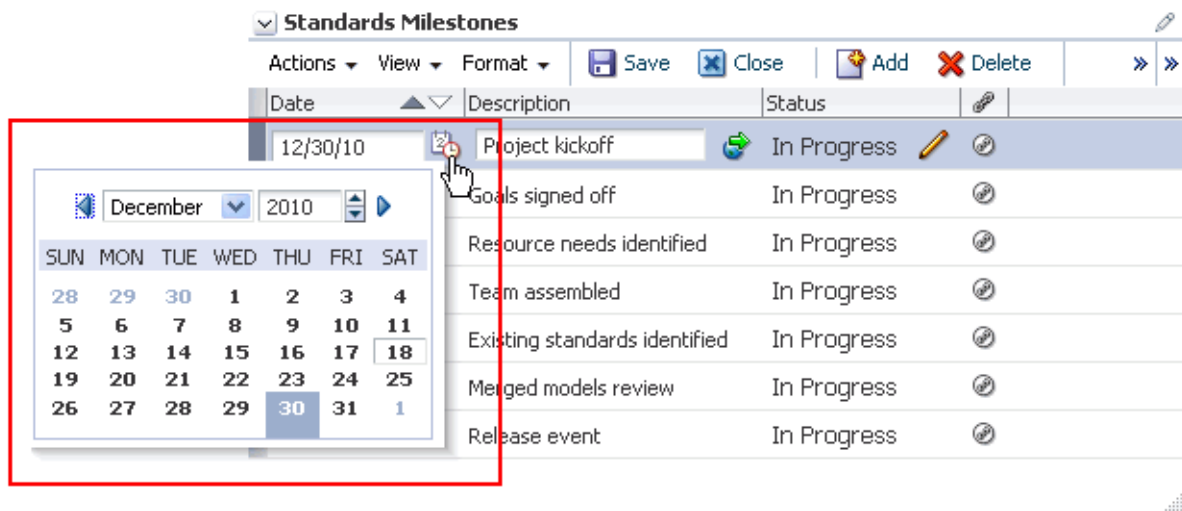 Standards Milestones
Actions View Format Save Close Add Delete » »
Date Description Status
12/30/10 Project kickoff In Progress
Goals signed off In Progress
Resource needs identified In Progress
Team assembled In Progress
Existing standards identified In Progress
Merged models review In Progress
Release event In Progress
December 2010
SUN MON TUE WED THU FRI SAT
28 29 30 1 2 3 4
5 6 7 8 9 10 11
12 13 14 15 16 17 18
19 20 21 22 23 24 25
26 27 28 29 30 31 1